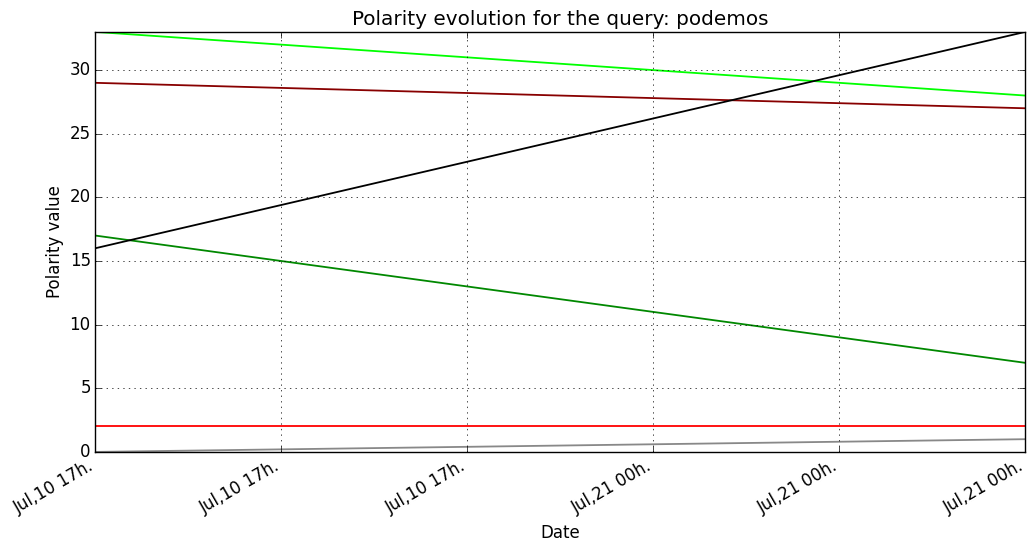 Polarity evolution for the query: podemos
Polarity value
30
25
20
15
10
5
0
Jul,10 17h.
Jul,10 17h.
Jul,10 17h.
Jul,21 00h.
Jul,21 00h.
Jul,21 00h.
Date